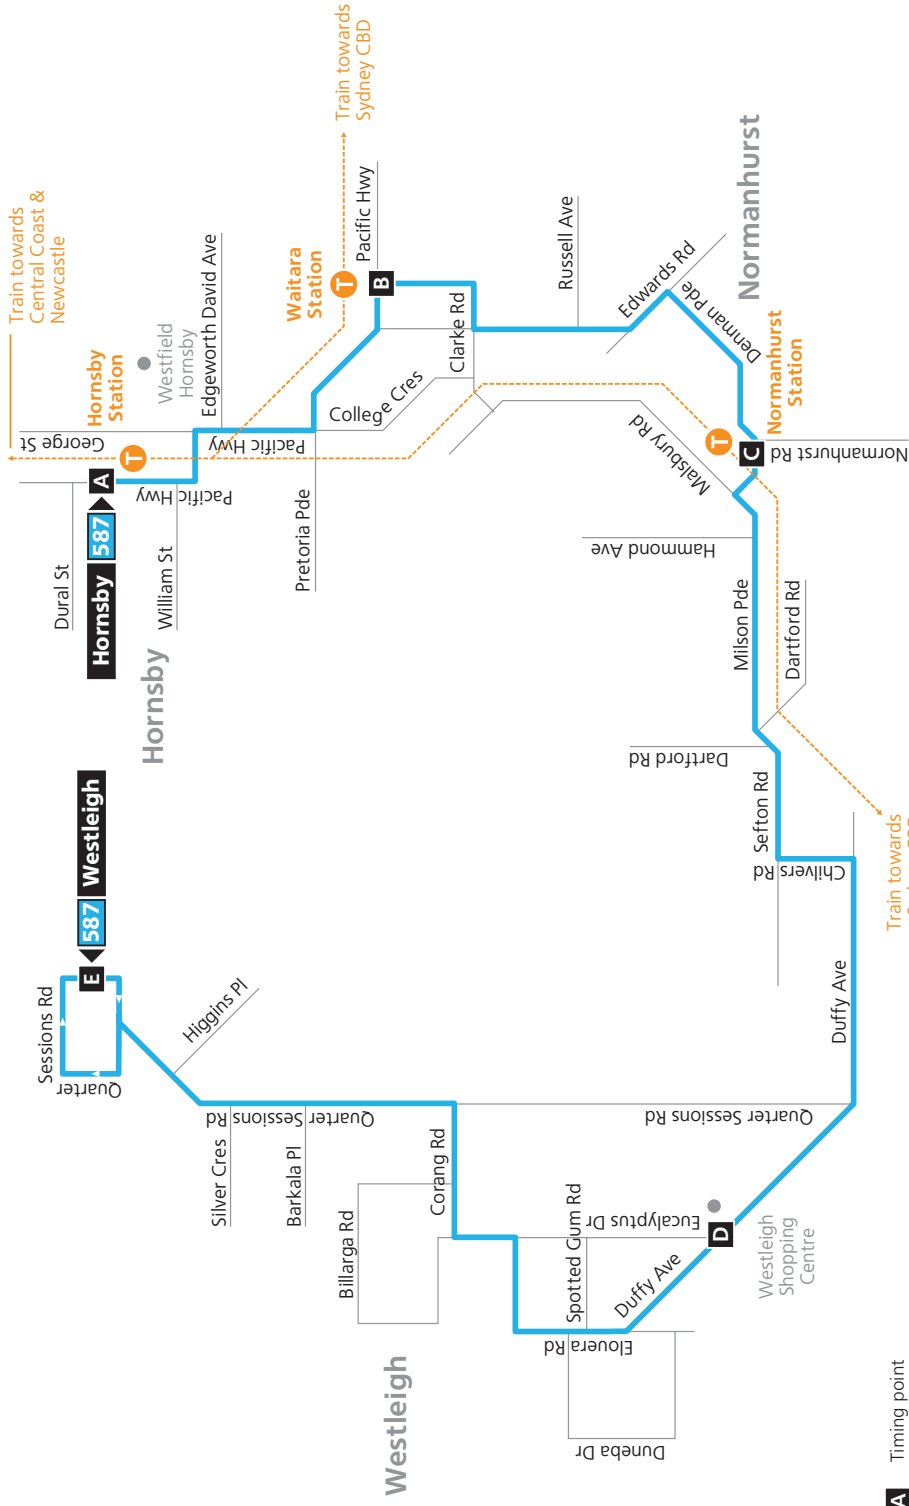 Train towards
Central Coast &
Newcastle
Train towards
Sydney CBD
Hornsby
Station
Westfield
Hornsby
George St
Edgeworth David Ave
Waitara
Station
T
Pacific Hwy
B
T
A
587
Hornsby
Dural St
Pacific Hwy
William St
Pacific Hwy
Pretoria Pde
College Cres
Clarke Rd
Russell Ave
Edwards Rd
Denman Pde
Normanhurst
Normanhurst
Station
T
C
Normanhurst Rd
Malsbury Rd
Hammond Ave
Milson Pde
Dartford Rd
Dartford Rd
Sefton Rd
Chilvers Rd
Train towards
Hornsby
587
Westleigh
E
Sessions Rd
Quarter
Higgins Pl
Silver Cres
Quarter Sessions Rd
Barkala Pl
Corang Rd
Billarga Rd
Quarter Sessions Rd
Duffy Ave
Spotted Gum Rd
Eucalyptus Dr
D
Westleigh
Shopping
Centre
Duffy Ave
Elouera Rd
Duneba Dr
Westleigh
A
Timing point